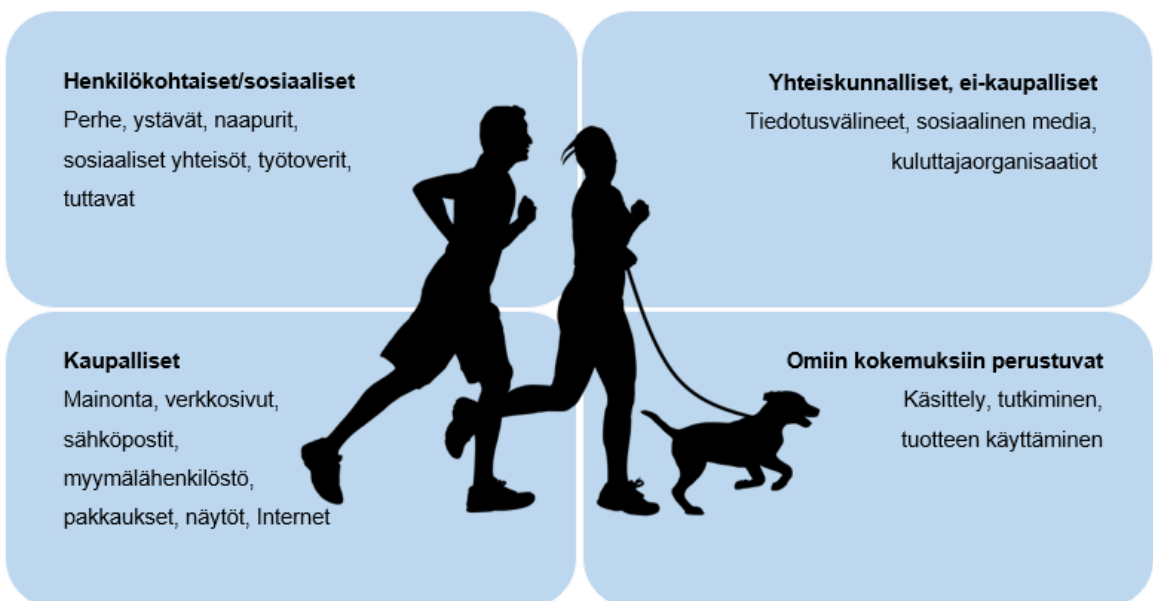 Henkilökohtaiset/sosiaaliset
Perhe, ystävät, naapurit,
sosiaaliset yhteisöt, työtoverit,
tuttavat
Yhteiskunnalliset, ei-kaupalliset
Tiedotusvälineet, sosiaalinen media,
kuluttajaorganisaatiot
Kaupalliset
Mainonta, verkkosivut,
sähköpostit,
myymälähenkilöstö,
pakkaukset, näytöt, Internet
Omiin kokemuksiin perustuvat
Käsittely, tutkiminen,
tuotteen käyttäminen